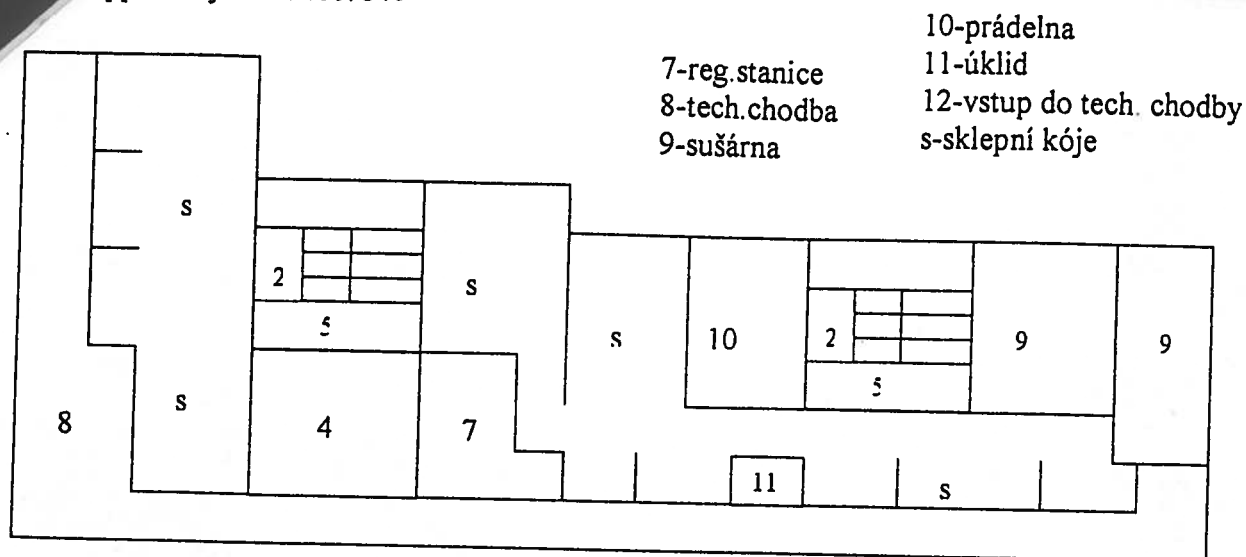 7-reg.stanice
8-tech.chodba
9-sušárna
10-prádelna
11-úklid
12-vstup do tech. chodby
s-sklepní kóje
s
2
5
s
s
10
2
5
9
9
8
s
4
7
11
s